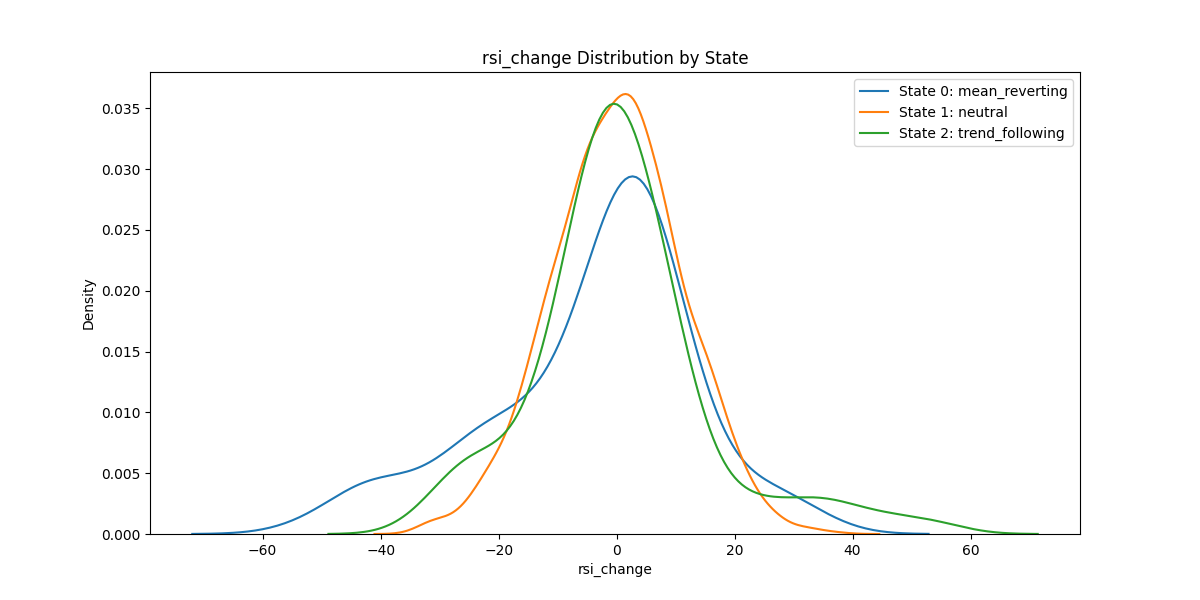 rsi_change Distribution by State
State 0: mean_reverting
State 1: neutral
State 2: trend_following
0.035
0.030
0.025
0.020
0.015
0.010
0.005
0.000
Density
−60
−40
−20
0
20
40
60
rsi_change